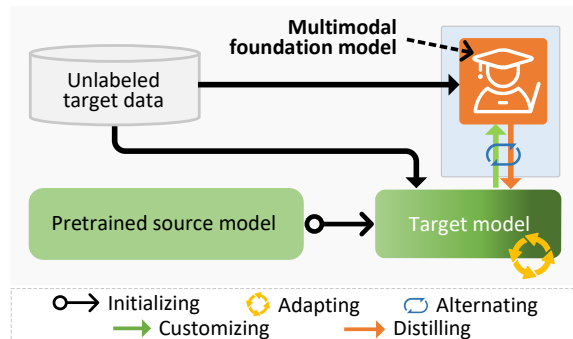 Multimodal
foundation model
Unlabeled
target data
Pretrained source model
Target model
Initializing
Adapting
Alternating
Customizing
Distilling